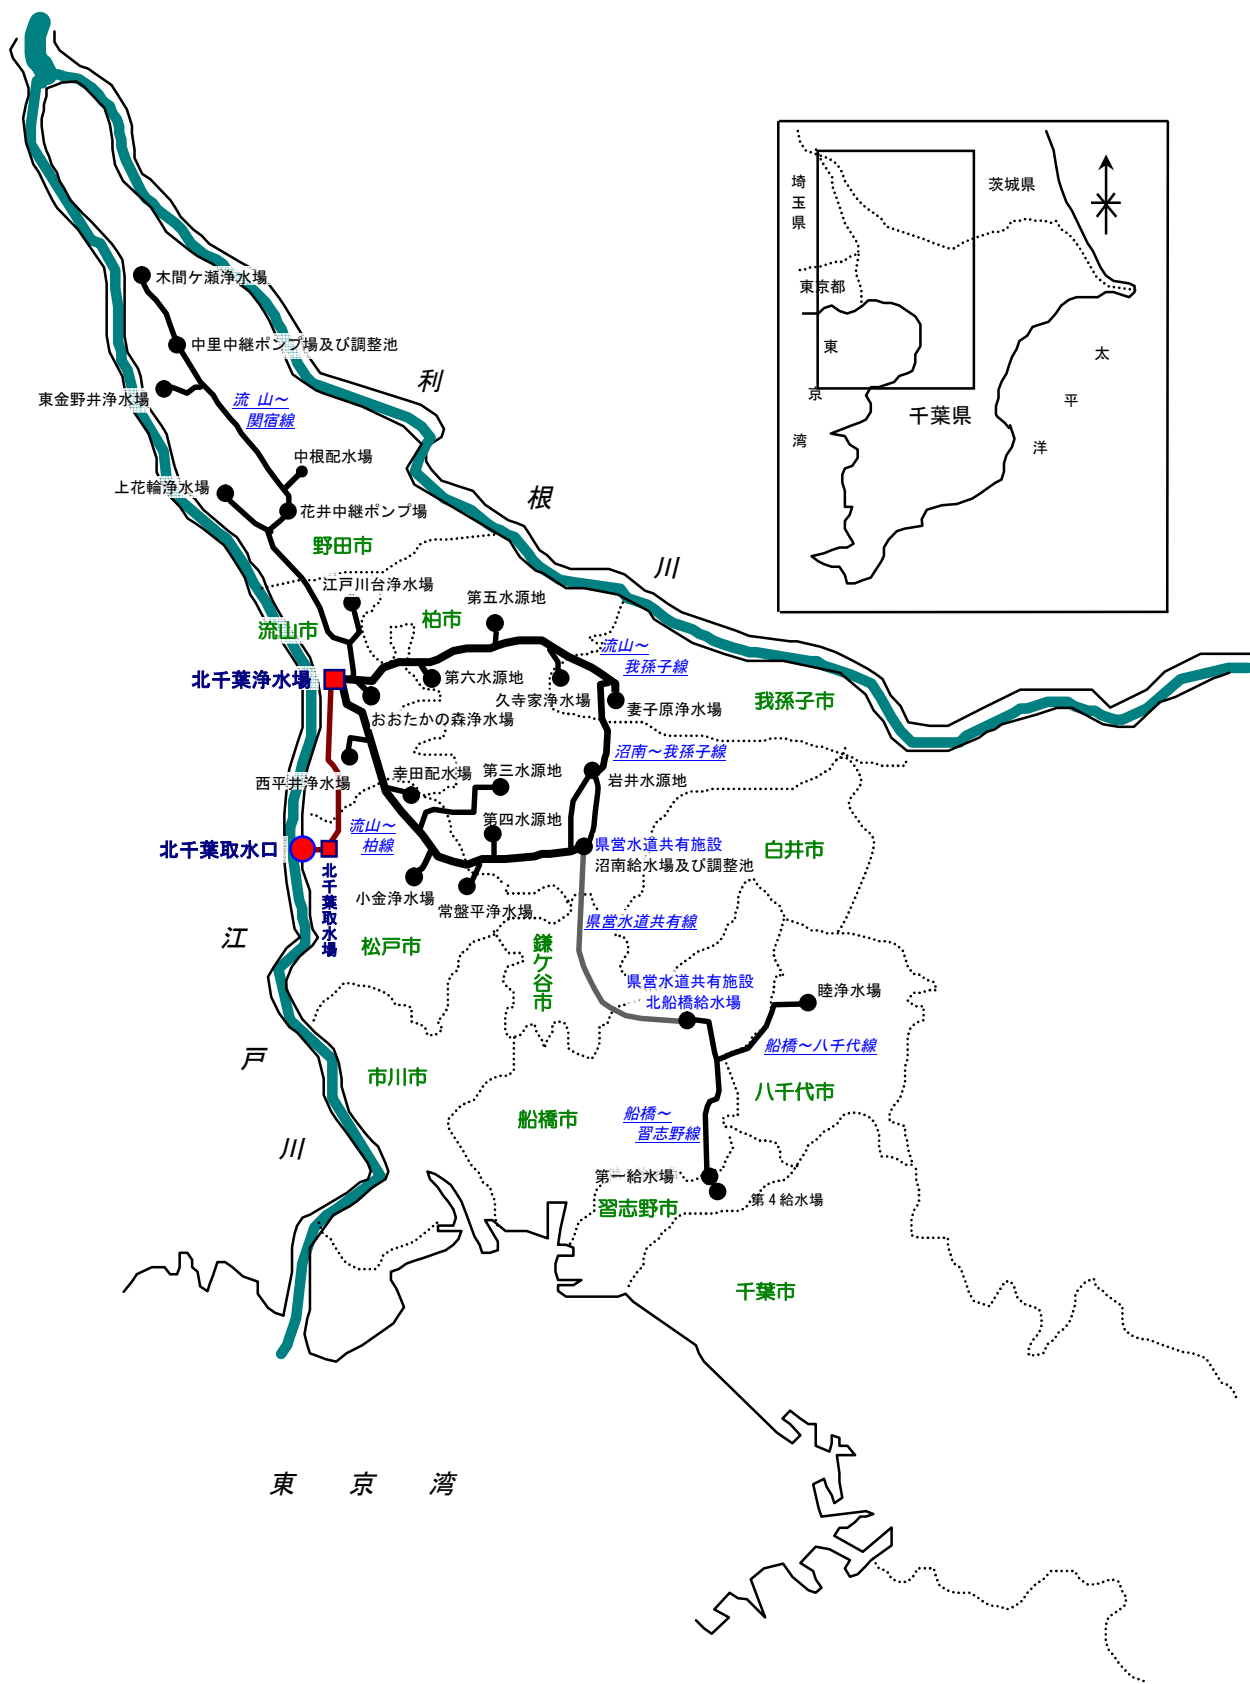 埼玉県
茨城県
東京都
東京湾
千葉県
太平洋
木間ケ瀬浄水場
中里中継ポンプ場及び調整池
東金野井浄水場
流 山～
関宿線
利根川
中根配水場
上花輪浄水場
花井中継ポンプ場
野田市
江戸川台浄水場
第五水源地
柏市
流山市
流山～
我孫子線
北千葉浄水場
第六水源地
久寺家浄水場
妻子原浄水場
我孫子市
おおたかの森浄水場
沼南～我孫子線
西平井浄水場
幸田配水場
第三水源地
岩井水源地
流山～
柏線
第四水源地
北千葉取水口
北千葉取水場
県営水道共有施設
沼南給水場及び調整池
白井市
小金浄水場
常盤平浄水場
県営水道共有線
江戸川
松戸市
鎌ケ谷市
県営水道共有施設
北船橋給水場
睦浄水場
船橋～八千代線
市川市
八千代市
船橋市
船橋～
習志野線
第一給水場
第４給水場
習志野市
千葉市
東京湾